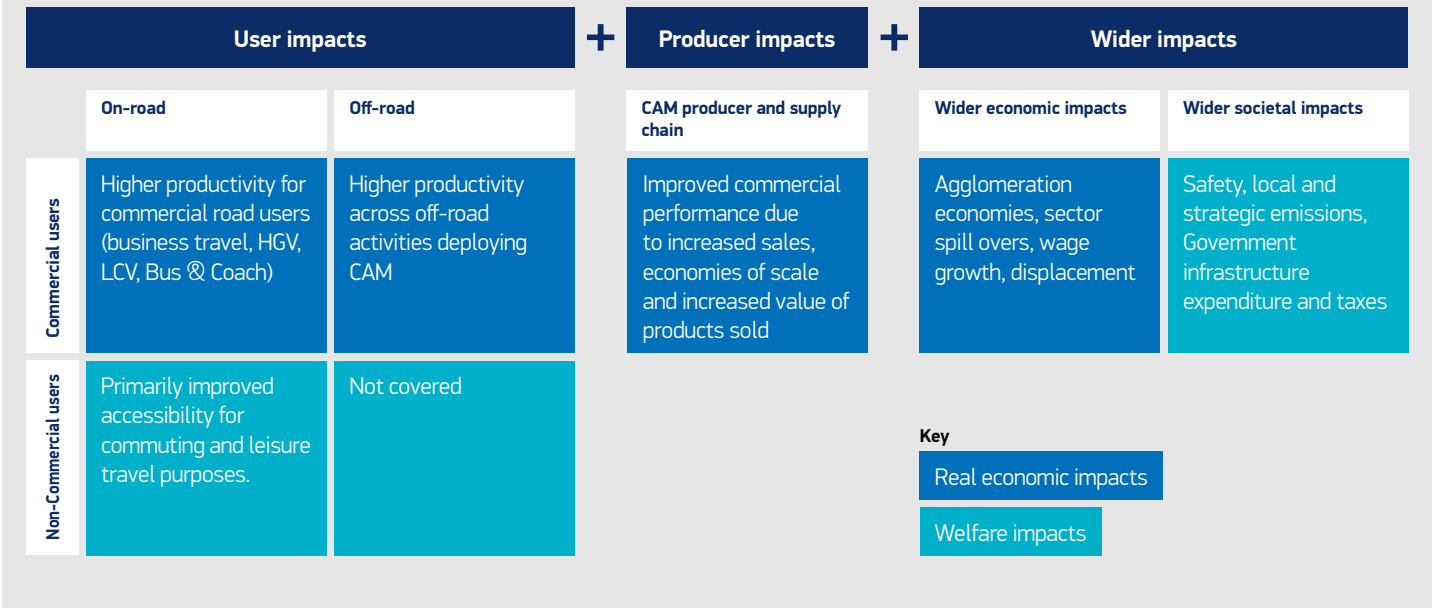 User impacts
+
Producer impacts
+
Wider impacts
On-road
Off-road
CAM producer and supply
chain
Wider economic impacts
Wider societal impacts
Commercial users
Higher productivity for
commercial road users
(business travel, HGV,
LCV, Bus & Coach)
Higher productivity
across off-road
activities deploying
CAM
Improved commercial
performance due
to increased sales,
economies of scale
and increased value of
products sold
Agglomeration
economies, sector
spill overs, wage
growth, displacement
Safety, local and
strategic emissions,
Government
infrastructure
expenditure and taxes
Non-Commercial users
Primarily improved
accessibility for
commuting and leisure
travel purposes.
Not covered
Key
Real economic impacts
Welfare impacts